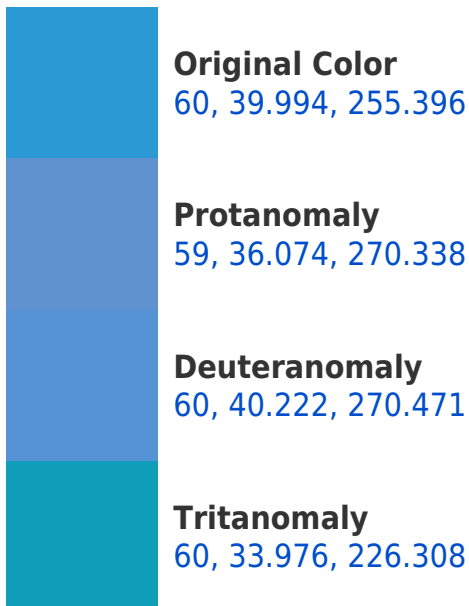 Original Color
60, 39.994, 255.396
Protanomaly
59, 36.074, 270.338
Deuteranomaly
60, 40.222, 270.471
Tritanomaly
60, 33.976, 226.308